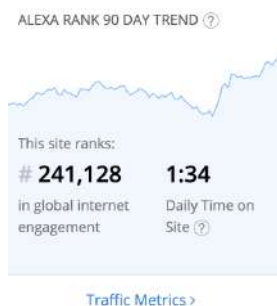 ALEXA RANK 90 DAY TREND ?
This site ranks:
# 241,128 1:34
in global internet Daily Time on
engagement Site ?
Traffic Metrics >